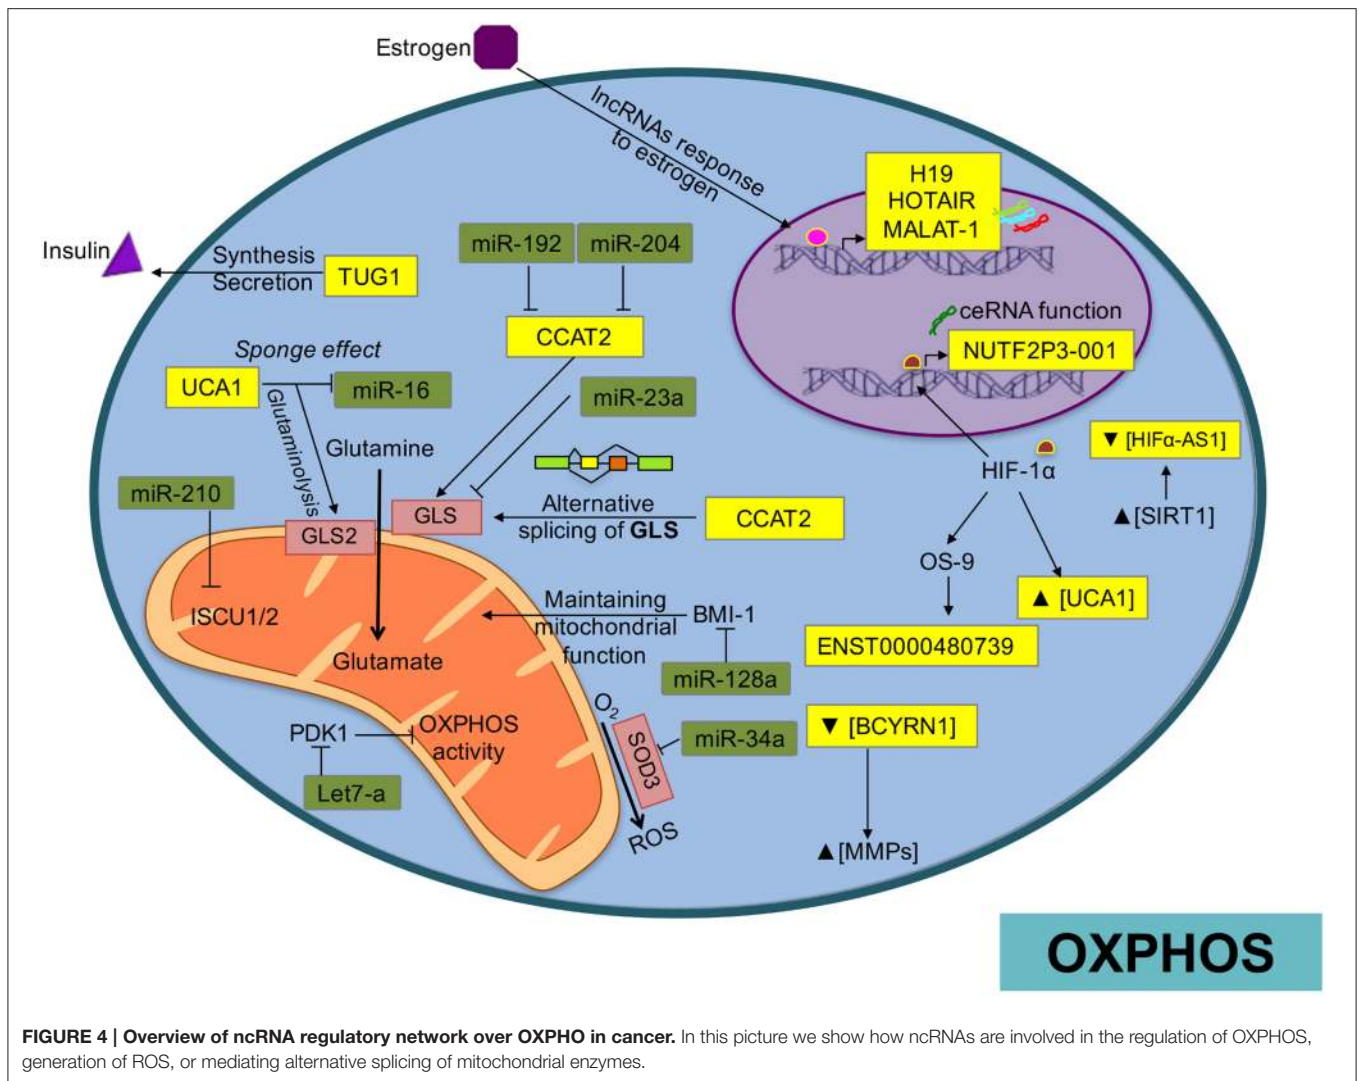 Estrogen
lncRNAs response
to estrogen
H19
HOTAIR
MALAT-1
Insulin
Synthesis
Secretion
TUG1
miR-192
miR-204
CCAT2
ceRNA function
NUTF2P3-001
Sponge effect
UCA1
miR-16
miR-23a
Glutaminolysis
Glutamine
HIF-1α
▼ [HIFα-AS1]
▲[SIRT1]
miR-210
GLS2
GLS
Alternative
splicing of GLS
CCAT2
OS-9
▲ [UCA1]
ENST0000480739
ISCU1/2
Glutamate
Maintaining
mitochondrial
function
BMI-1
miR-128a
PDK1
OXPHOS
activity
Let7-a
O2
SOD3
miR-34a
ROS
▼ [BCYRN1]
▲[MMPs]
OXPHOS
FIGURE 4 | Overview of ncRNA regulatory network over OXPHO in cancer. In this picture we show how ncRNAs are involved in the regulation of OXPHOS,
generation of ROS, or mediating alternative splicing of mitochondrial enzymes.